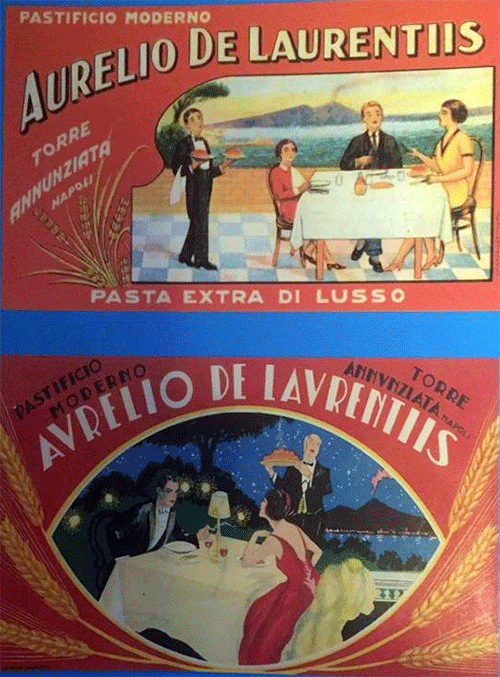 PASTIFICIO MODERNO
AURELIO DE LAURENTIIS
TORRE
ANNUNZIATA
NAPOLI
PASTA EXTRA DI LUSSO
PASTIFICIO
MODERNO
TORRE
ANNVNZIATA NAPOLI
AVRELIO DE LAVRENTIIS